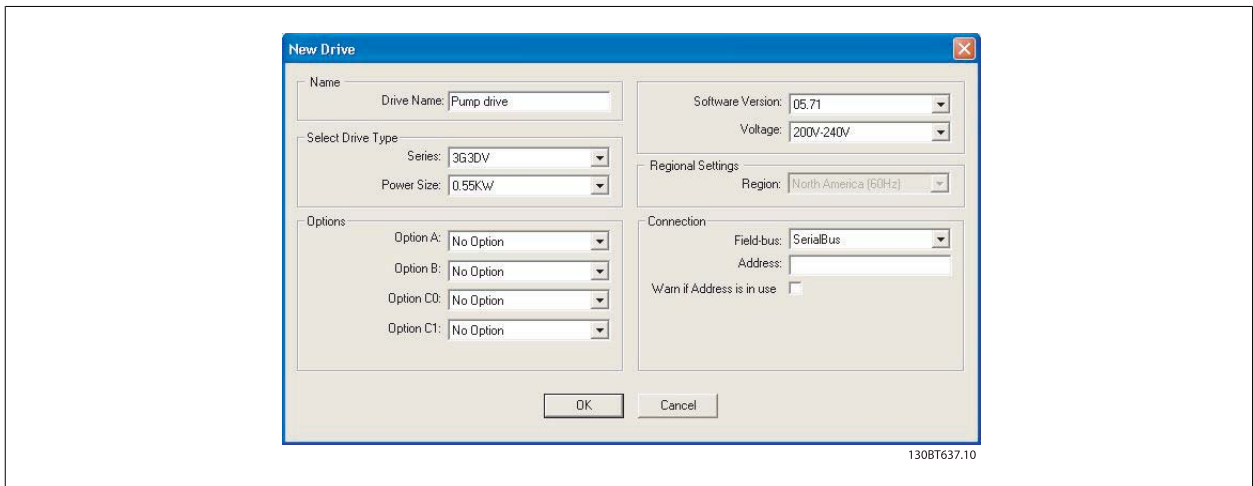 New Drive
Name
Drive Name: Pump drive
Select Drive Type
Series: 3G3DV
Power Size: 0.55KW
Options
Option A: No Option
Option B: No Option
Option C0: No Option
Option C1: No Option
Software Version: 05.71
Voltage: 200V-240V
Regional Settings
Region: North America (60Hz)
Connection
Field-bus: SerialBus
Address:
Warn if Address is in use
OK
Cancel
130BT637.10